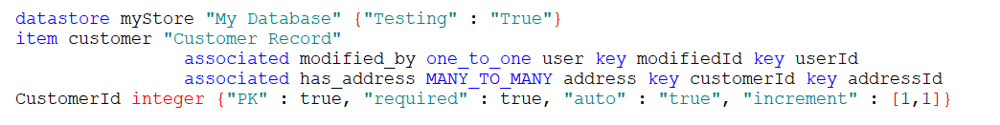 datastore myStore "My Database" {"Testing" : "True"}
item customer "Customer Record"
associated modified_by one_to_one user key modifiedId key userId
associated has_address MANY_TO_MANY address key customerId key addressId
CustomerId integer {"PK" : true, "required" : true, "auto" : "true", "increment" : [1,1]}